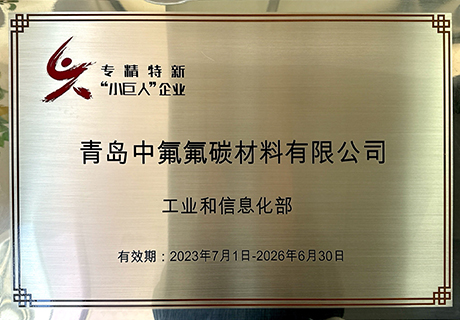 专精特新
“小巨人”企业
青岛中氟氟碳材料有限公司
工业和信息化部
有效期：2023年7月1日-2026年6月30日